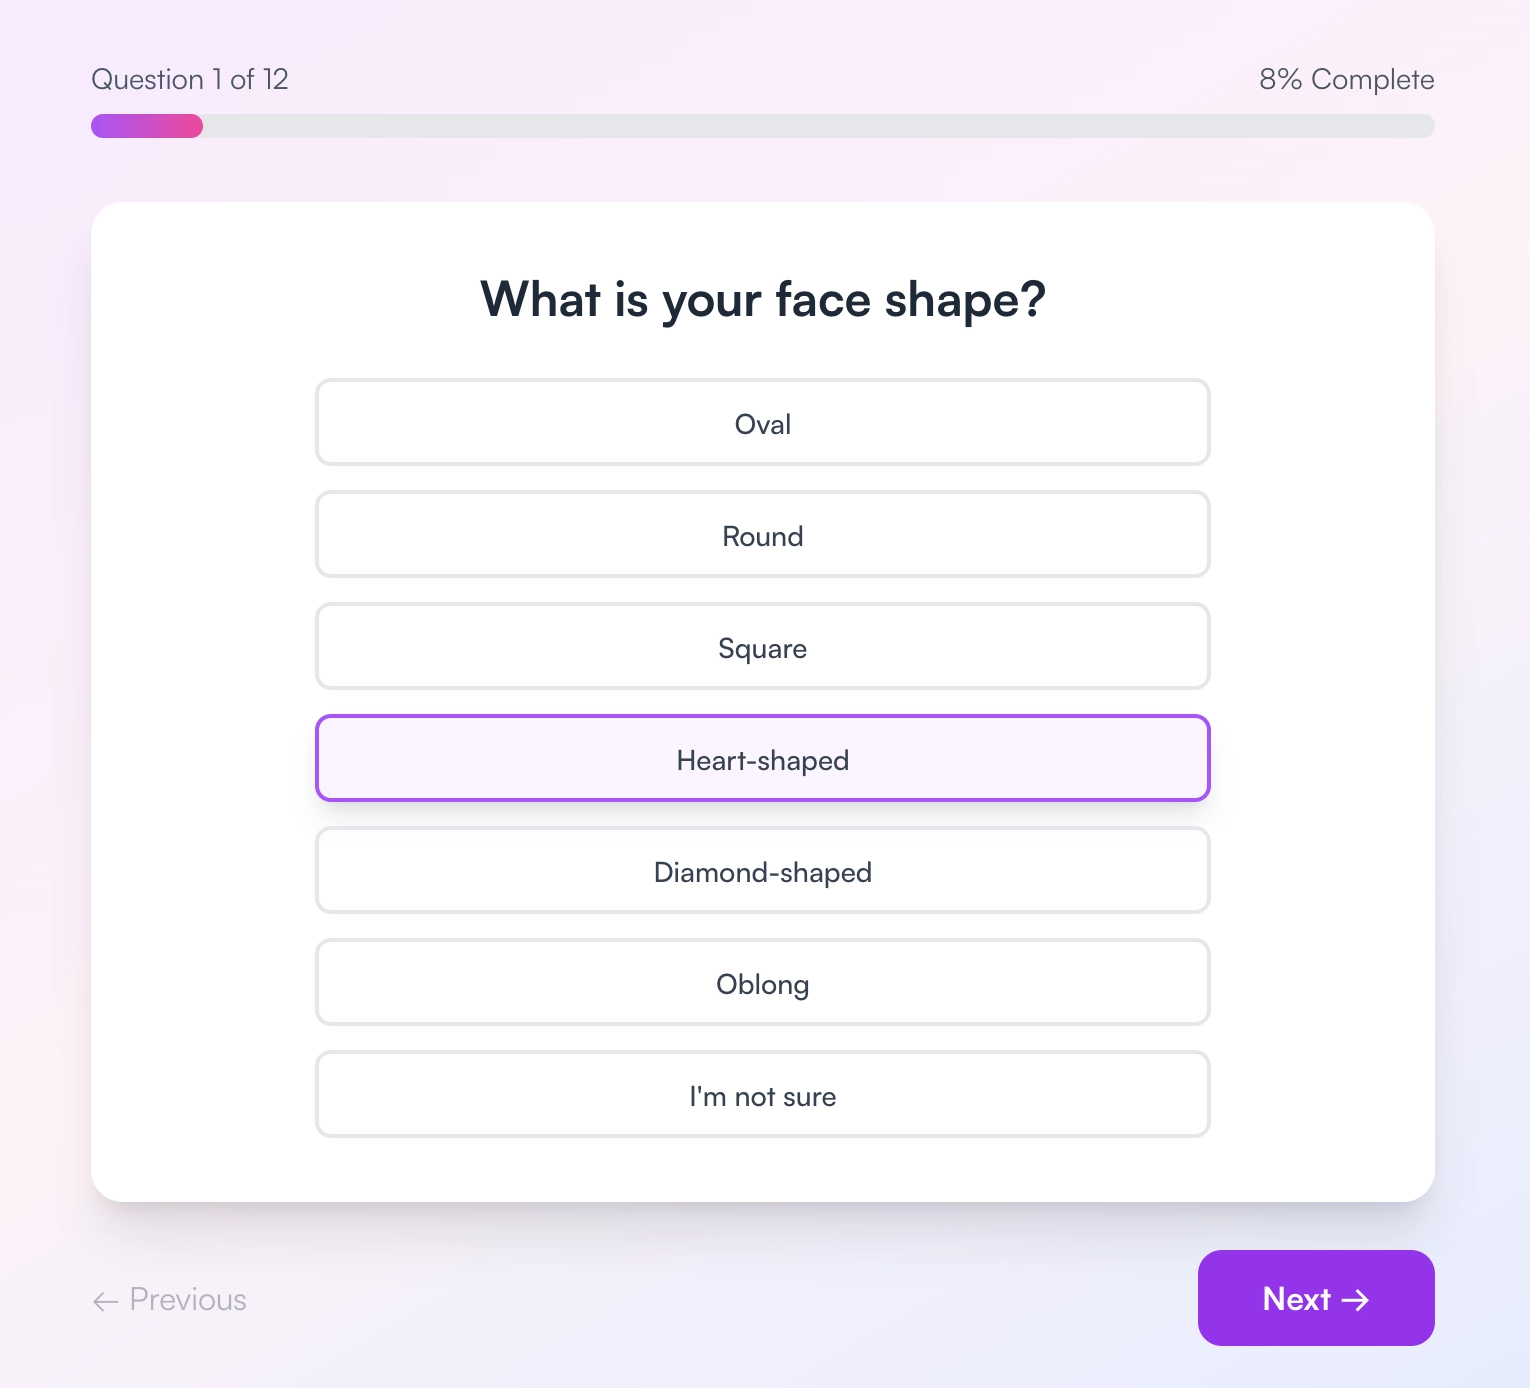 Question 1 of 12
8% Complete
What is your face shape?
Oval
Round
Square
Heart-shaped
Diamond-shaped
Oblong
I'm not sure
← Previous
Next →